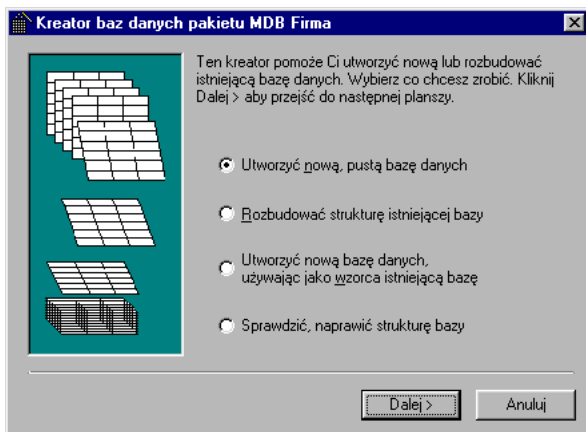 Kreator baz danych pakietu MDB Firma
Ten kreator pomoże Ci utworzyć nową lub rozbudować
istniejącą bazę danych. Wybierz co chcesz zrobić. Kliknij
Dalej > aby przejść do następnej planszy.
Utworzyć nową, pustą bazę danych
Rozbudować strukturę istniejącej bazy
Utworzyć nową bazę danych,
używając jako wzorca istniejącą bazę
Sprawdzić, naprawić strukturę bazy
Dalej >
Anuluj